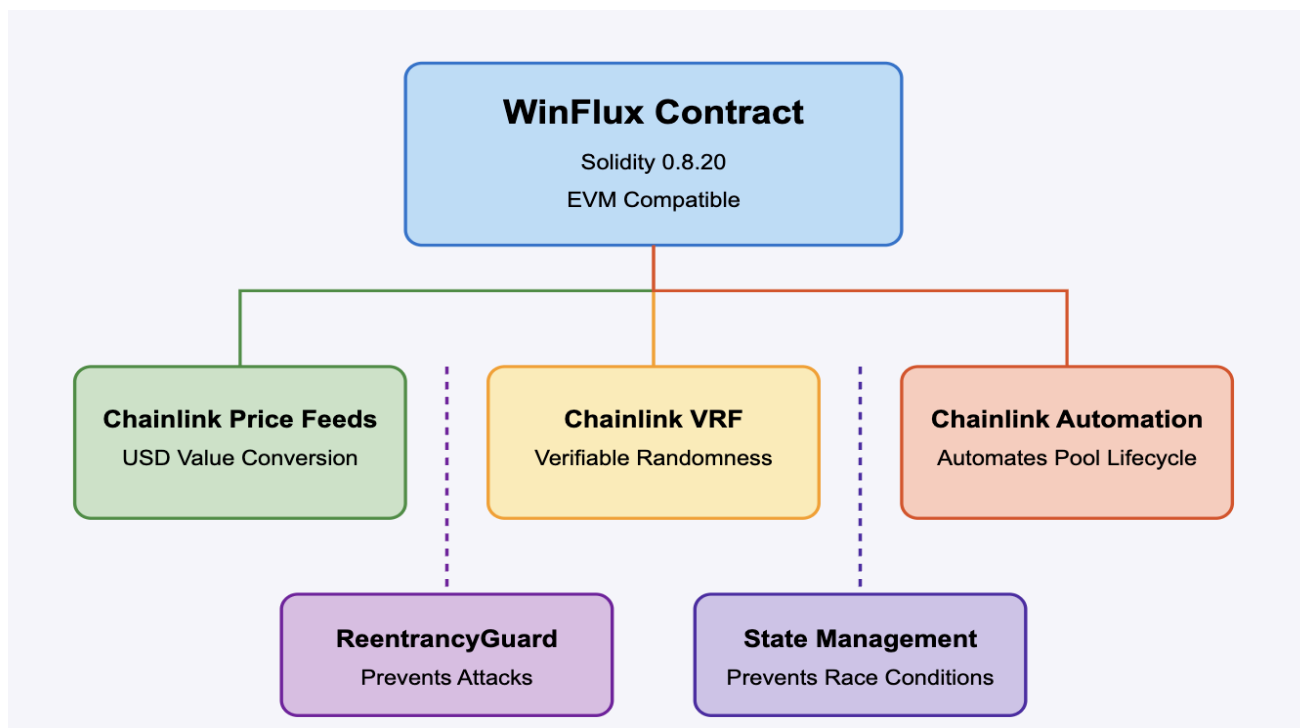 WinFlux Contract
Solidity 0.8.20
EVM Compatible
Chainlink Price Feeds
USD Value Conversion
Chainlink VRF
Verifiable Randomness
Chainlink Automation
Automates Pool Lifecycle
ReentrancyGuard
Prevents Attacks
State Management
Prevents Race Conditions